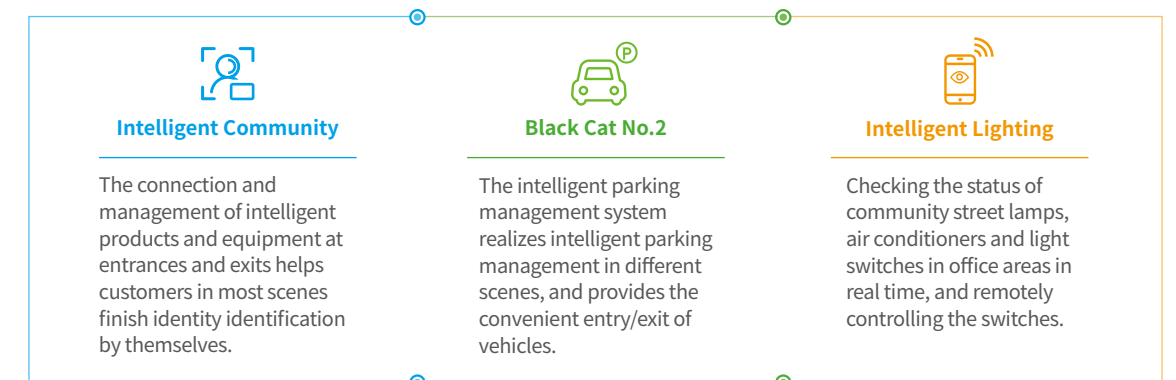 P
Intelligent Community
The connection and
management of intelligent
products and equipment at
entrances and exits helps
customers in most scenes
finish identity identification
by themselves.
Black Cat No.2
The intelligent parking
management system
realizes intelligent parking
management in different
scenes, and provides the
convenient entry/exit of
vehicles.
Intelligent Lighting
Checking the status of
community street lamps,
air conditioners and light
switches in office areas in
real time, and remotely
controlling the switches.